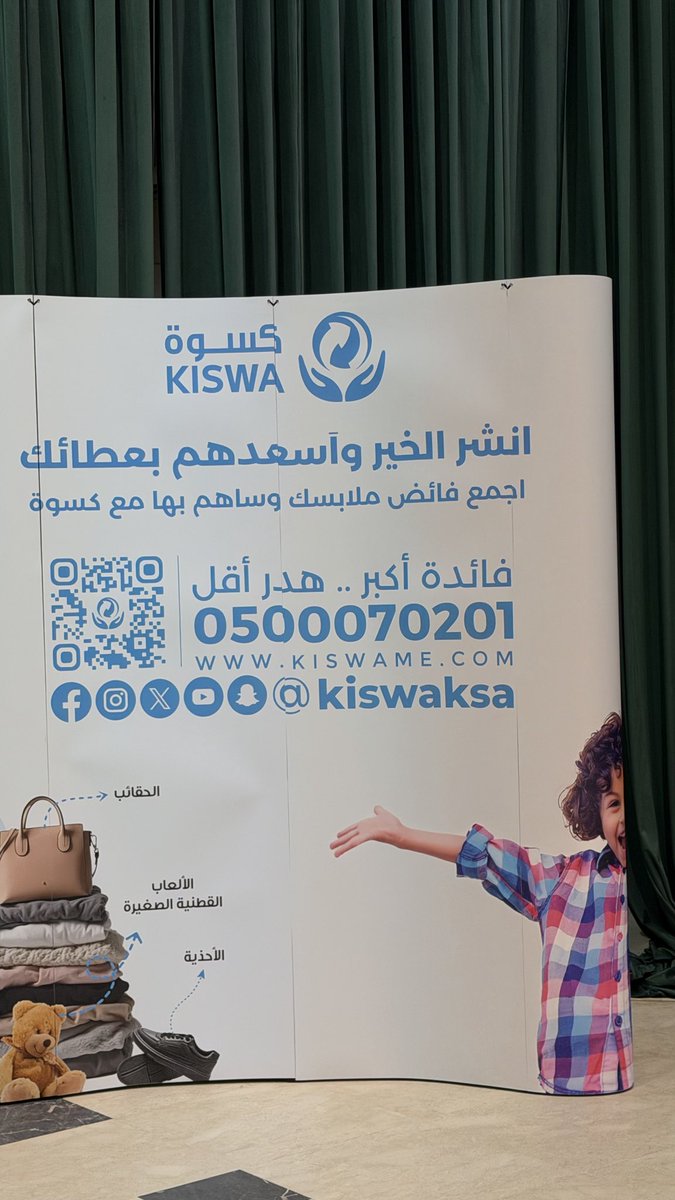 كسوة
KISWA
انشر الخير وأسعدهم بعطائك
اجمع فائض ملابسك وساهم بها مع كسوة
فائدة أكبر .. هدر أقل
0500070201
WWW.KISWAME.COM
@kiswaksa
الحقائب
الألعاب
القطنية الصغيرة
الأحذية